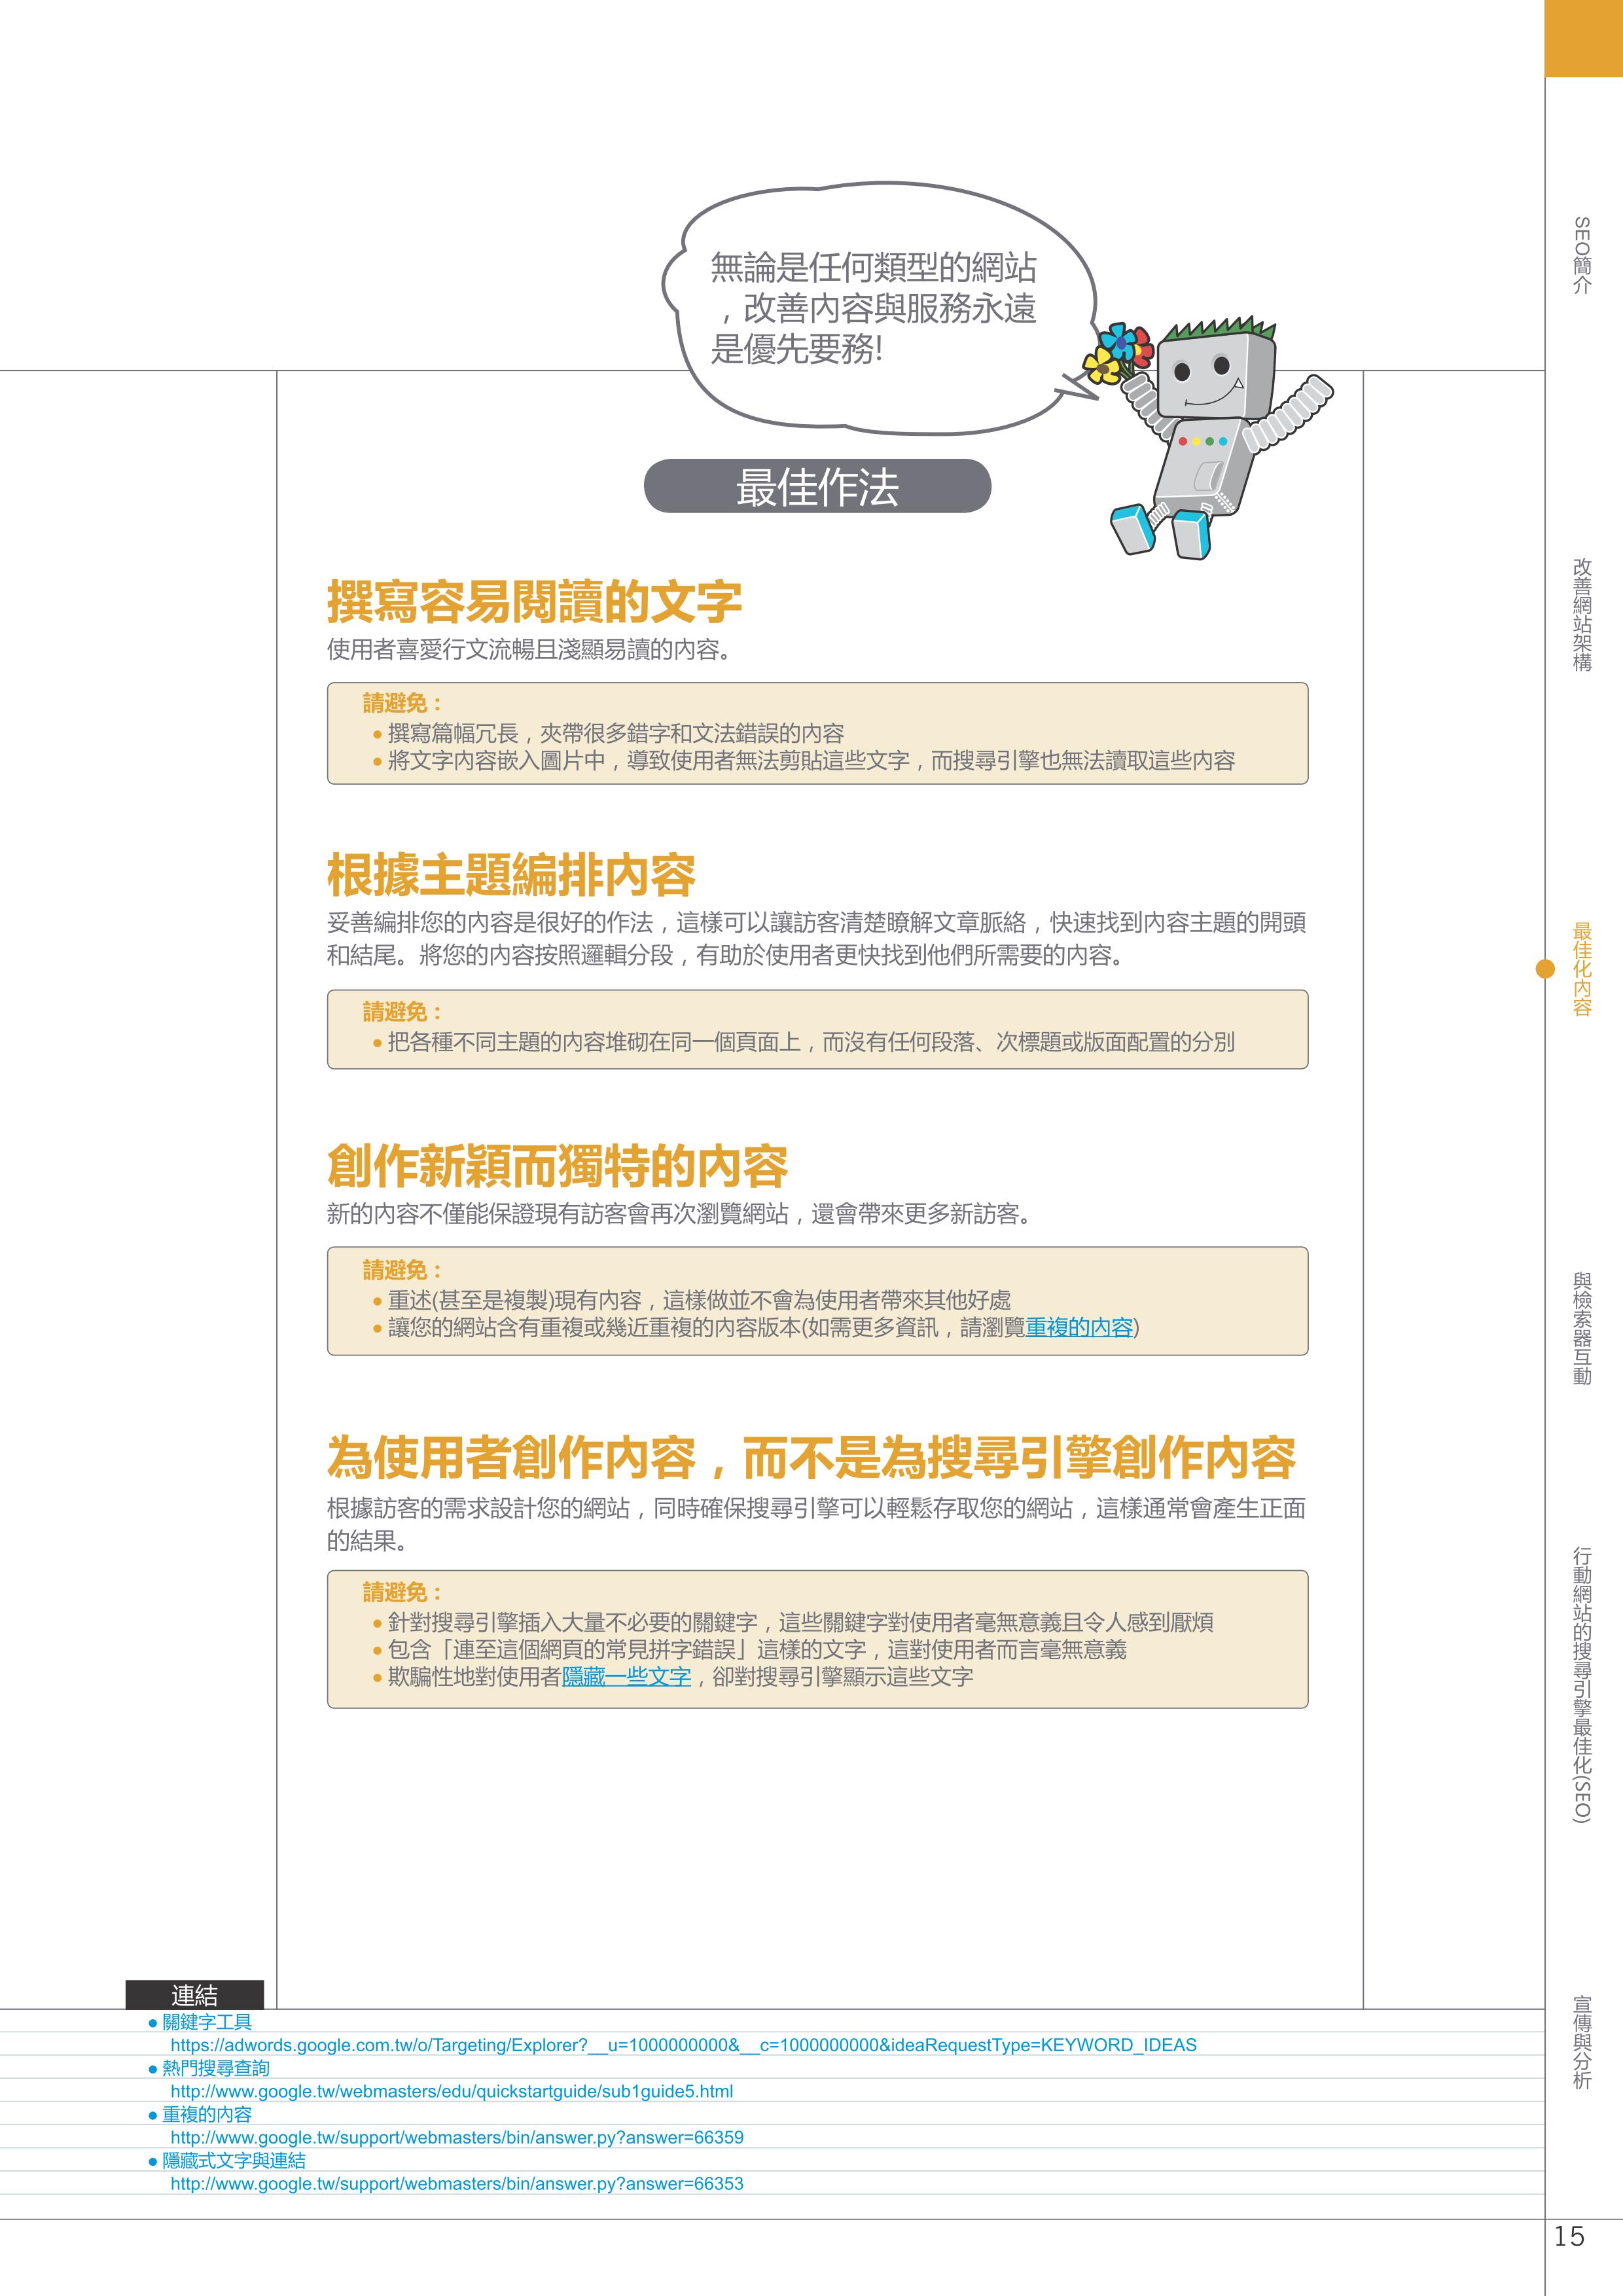 無論是任何類型的網站
，改善內容與服務永遠
是優先要務!
最佳作法
撰寫容易閱讀的文字
使用者喜愛行文流暢且淺顯易讀的內容。
請避免：
● 撰寫篇幅冗長，夾帶很多錯字和文法錯誤的內容
● 將文字內容嵌入圖片中，導致使用者無法剪貼這些文字，而搜尋引擎也無法讀取這些內容
根據主題編排內容
妥善編排您的內容是很好的作法，這樣可以讓訪客清楚瞭解文章脈絡，快速找到內容主題的開頭
和結尾。將您的內容按照邏輯分段，有助於使用者更快找到他們所需要的內容。
請避免：
● 把各種不同主題的內容堆砌在同一個頁面上，而沒有任何段落、次標題或版面配置的分別
創作新穎而獨特的內容
新的內容不僅能保證現有訪客會再次瀏覽網站，還會帶來更多新訪客。
請避免：
● 重述(甚至是複製)現有內容，這樣做並不會為使用者帶來其他好處
● 讓您的網站含有重複或幾近重複的內容版本(如需更多資訊，請瀏覽重複的內容)
為使用者創作內容，而不是為搜尋引擎創作內容
根據訪客的需求設計您的網站，同時確保搜尋引擎可以輕鬆存取您的網站，這樣通常會產生正面
的結果。
請避免：
● 針對搜尋引擎插入大量不必要的關鍵字，這些關鍵字對使用者毫無意義且令人感到厭煩
● 包含「連至這個網頁的常見拼字錯誤」這樣的文字，這對使用者而言毫無意義
● 欺騙性地對使用者隱藏一些文字，卻對搜尋引擎顯示這些文字
連結
● 關鍵字工具
https://adwords.google.com.tw/o/Targeting/Explorer?__u=1000000000&__c=1000000000&ideaRequestType=KEYWORD_IDEAS
● 熱門搜尋查詢
http://www.google.tw/webmasters/edu/quickstartguide/sub1guide5.html
● 重複的內容
http://www.google.tw/support/webmasters/bin/answer.py?answer=66359
● 隱藏式文字與連結
http://www.google.tw/support/webmasters/bin/answer.py?answer=66353
SEO簡介
改善網站架構
最佳化內容
與檢索器互動
行動網站的搜尋引擎最佳化(SEO)
宣傳與分析
15